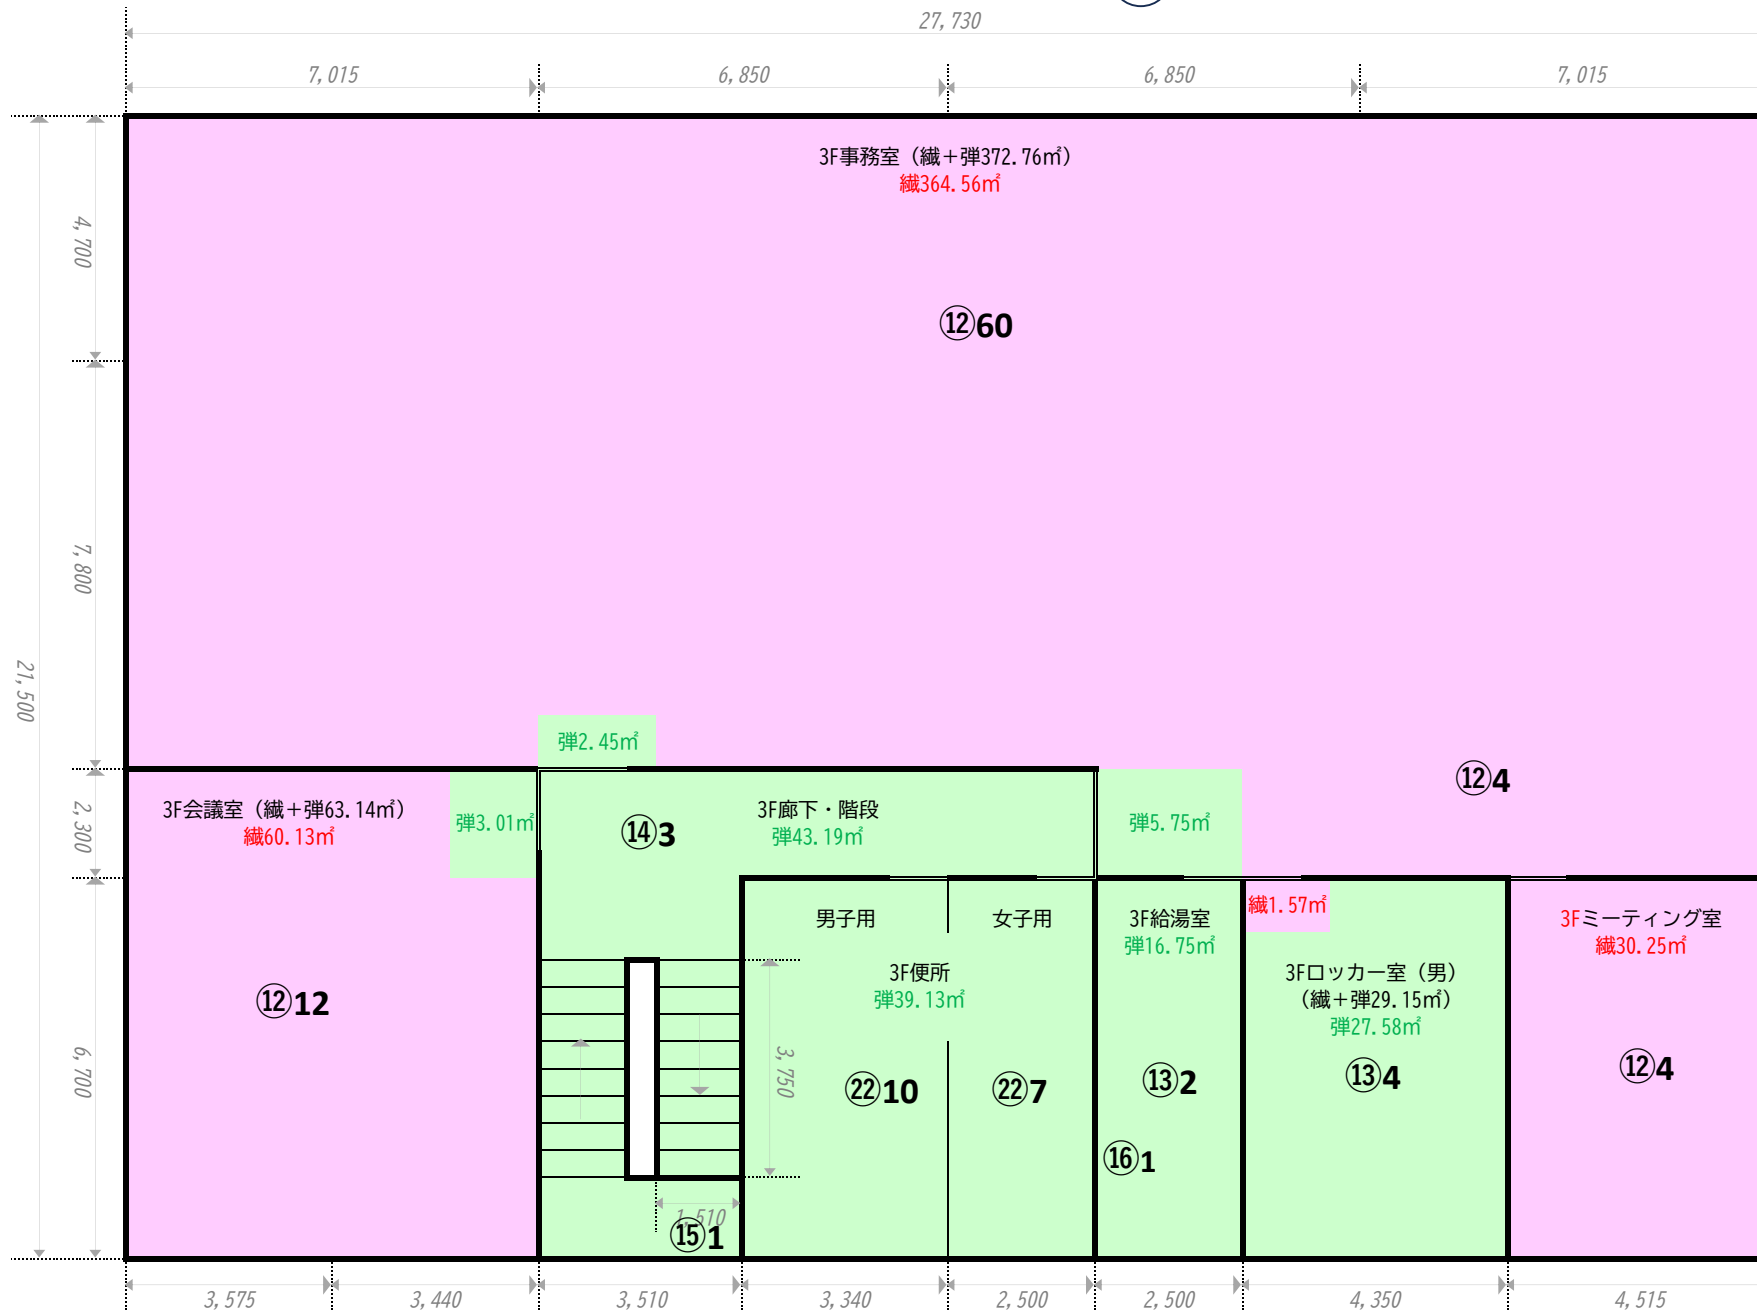 27,730
7,015
6,850
6,850
7,015
3F事務室（繊＋弾372.76㎡）
繊364.56㎡
4,700
⑫60
7,800
21,500
弾2.45㎡
⑫4
3F会議室（繊＋弾63.14㎡）
繊60.13㎡
弾3.01㎡
2,300
⑭3
3F廊下・階段
弾43.19㎡
弾5.75㎡
男子用
女子用
3F給湯室
弾16.75㎡
繊1.57㎡
3Fミーティング室
繊30.25㎡
3F便所
弾39.13㎡
3Fロッカー室（男）
（繊＋弾29.15㎡）
弾27.58㎡
⑫12
6,700
3,750
㉒10
㉒7
⑬2
⑬4
⑫4
⑯1
1,510
⑮1
3,575
3,440
3,510
3,340
2,500
2,500
4,350
4,515